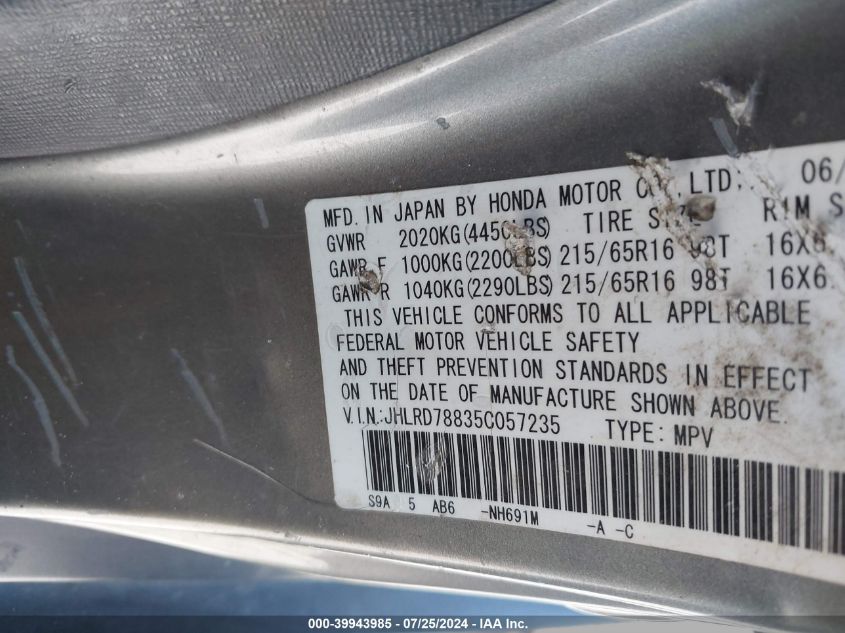 MFD. IN JAPAN BY HONDA MOTOR CO., LTD. 06/
GVWR 2020KG(4450LBS) TIRE SIZE RIM S
GAWR F 1000KG(2200LBS) 215/65R16 98T 16X6
GAWR R 1040KG(2290LBS) 215/65R16 98T 16X6.
THIS VEHICLE CONFORMS TO ALL APPLICABLE
FEDERAL MOTOR VEHICLE SAFETY
AND THEFT PREVENTION STANDARDS IN EFFECT
ON THE DATE OF MANUFACTURE SHOWN ABOVE.
V.I.N.:JHLRD78835C057235 TYPE: MPV
S9A 5 AB6 -NH691M -A -C
000-39943985 / 07/25/2024 - IAA Inc.